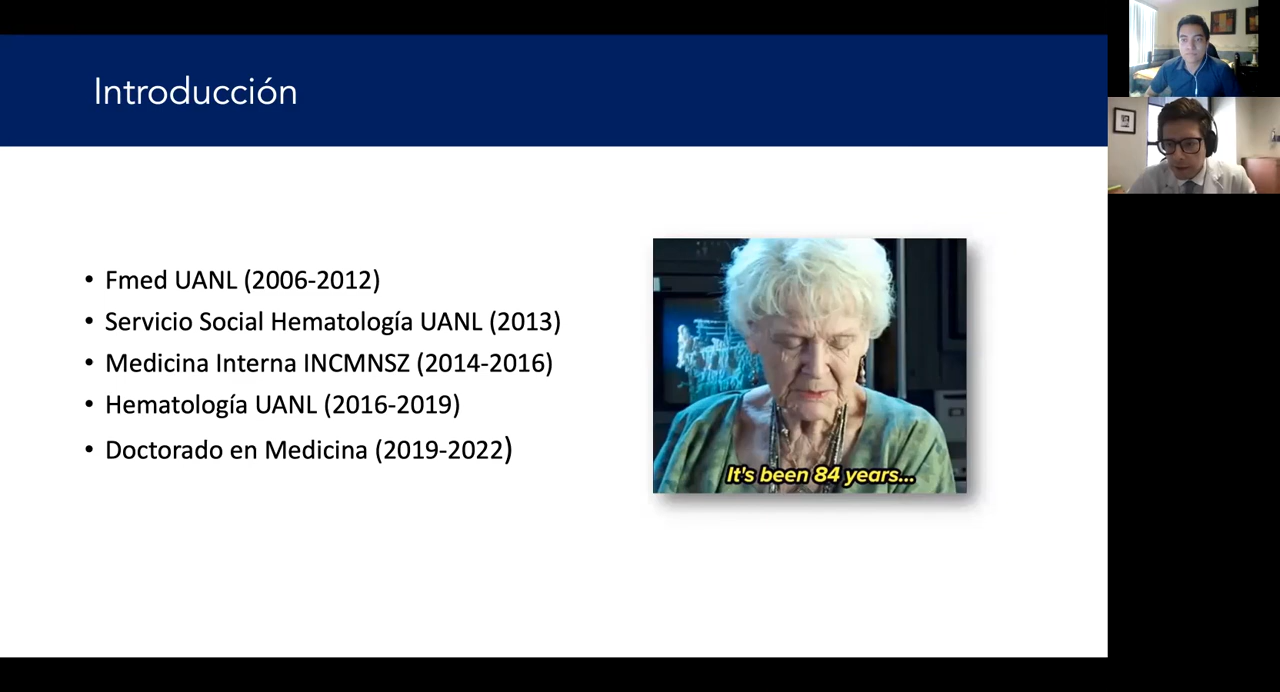 Introducción
• Fmed UANL (2006-2012)
• Servicio Social Hematología UANL (2013)
• Medicina Interna INCMNSZ (2014-2016)
• Hematología UANL (2016-2019)
• Doctorado en Medicina (2019-2022)
It's been 84 years...